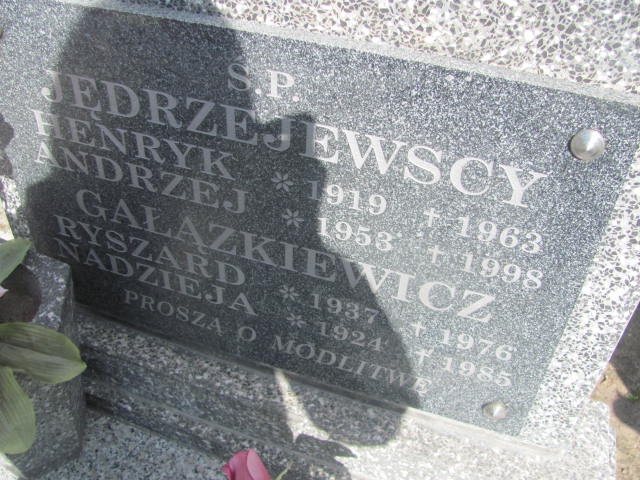 Ś.P.
JĘDRZEJEWSCY
HENRYK * 1919 † 1963
ANDRZEJ * 1953 † 1998
GAŁĄZKIEWICZ
RYSZARD * 1937 † 1976
NADZIEJA * 1924 † 1985
PROSZĄ O MODLITWĘ